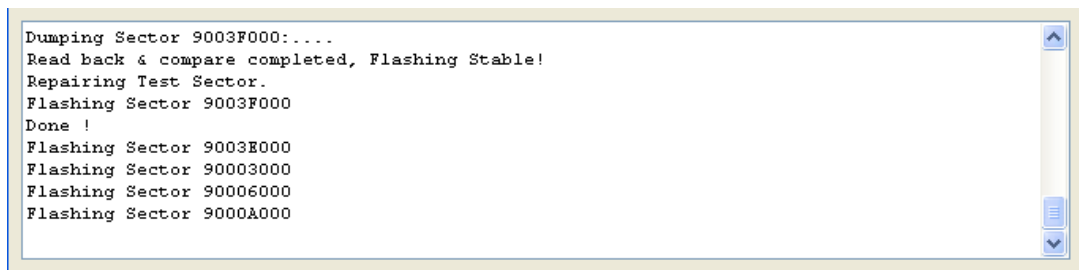 Dumping Sector 9003F000:....
Read back & compare completed, Flashing Stable!
Repairing Test Sector.
Flashing Sector 9003F000
Done !
Flashing Sector 9003E000
Flashing Sector 90003000
Flashing Sector 90006000
Flashing Sector 9000A000